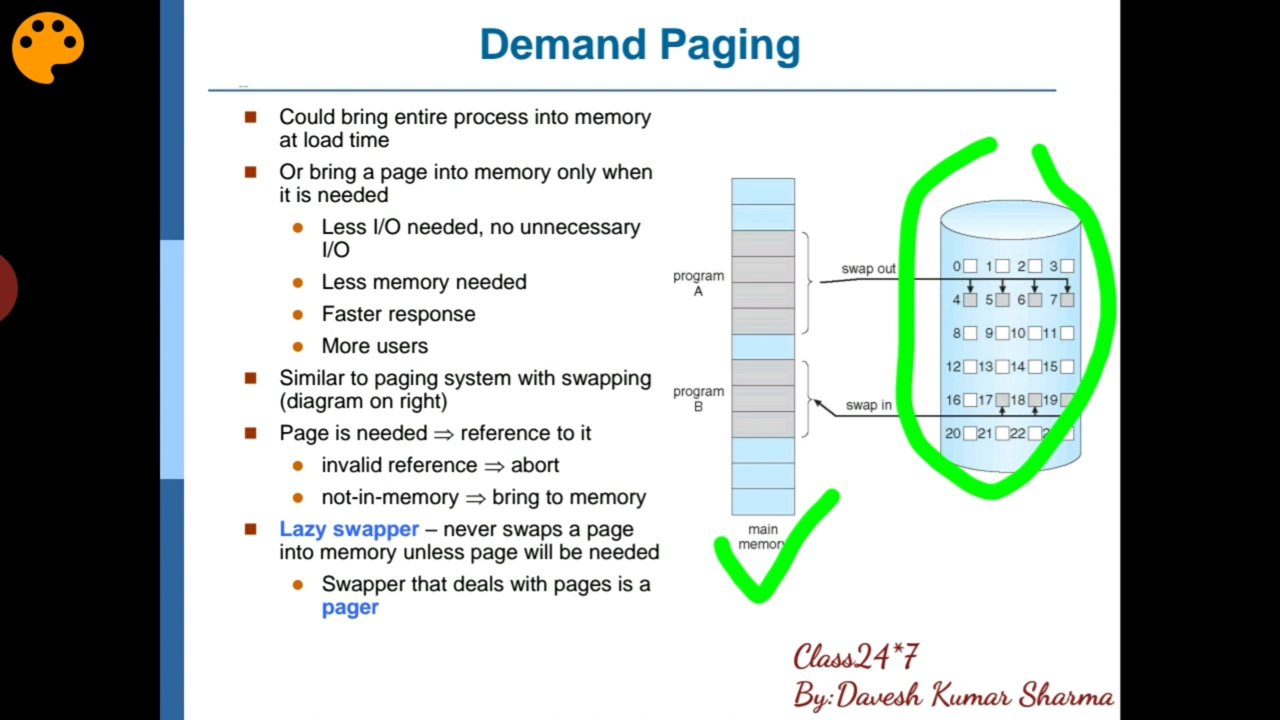 Demand Paging
Could bring entire process into memory
at load time
Or bring a page into memory only when
it is needed
Less I/O needed, no unnecessary
I/O
Less memory needed
Faster response
More users
Similar to paging system with swapping
(diagram on right)
Page is needed ⇒ reference to it
invalid reference ⇒ abort
not-in-memory ⇒ bring to memory
Lazy swapper – never swaps a page
into memory unless page will be needed
Swapper that deals with pages is a
pager
program
A
program
B
main
memory
swap out
swap in
0 1 2 3
4 5 6 7
8 9 10 11
12 13 14 15
16 17 18 19
20 21 22
Class24*7
By:Davesh Kumar Sharma